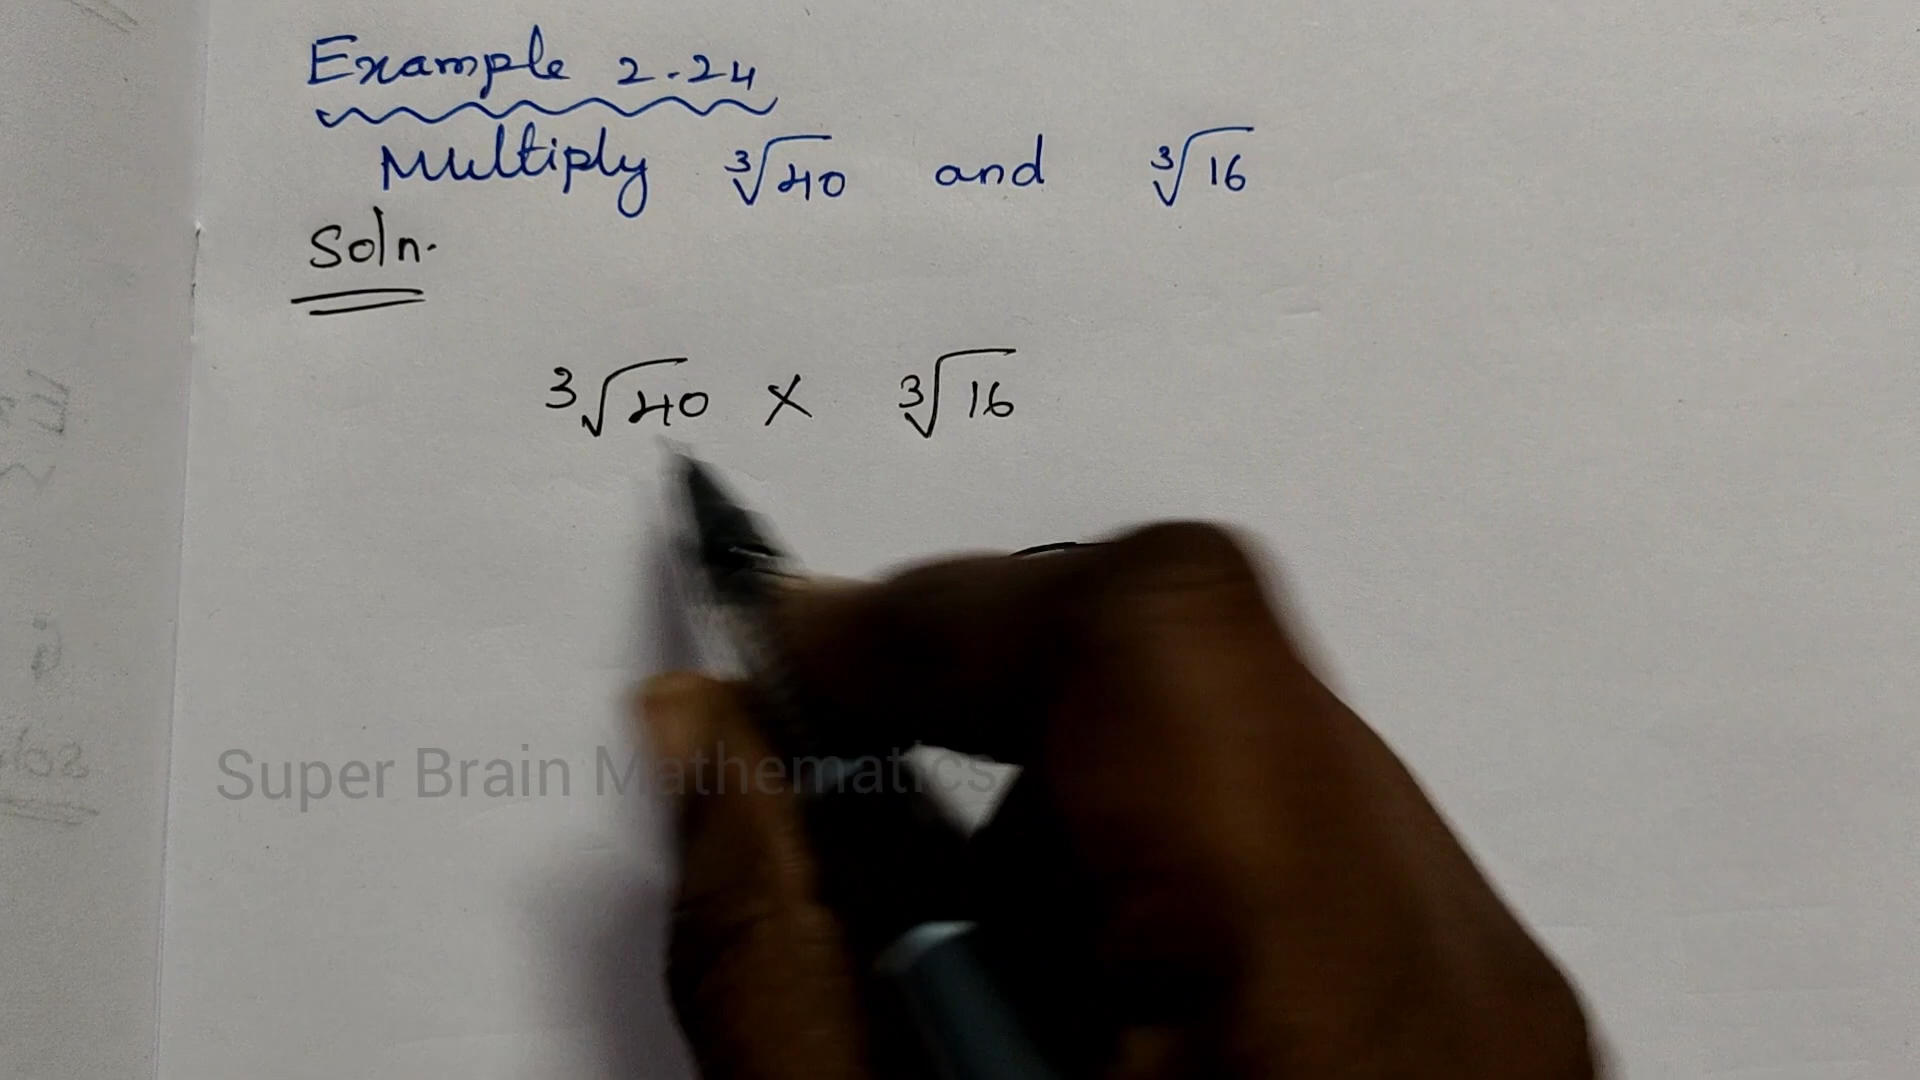 Example 2.24
Multiply ∛40 and ∛16
Soln.
∛40 × ∛16
Super Brain Mathematics